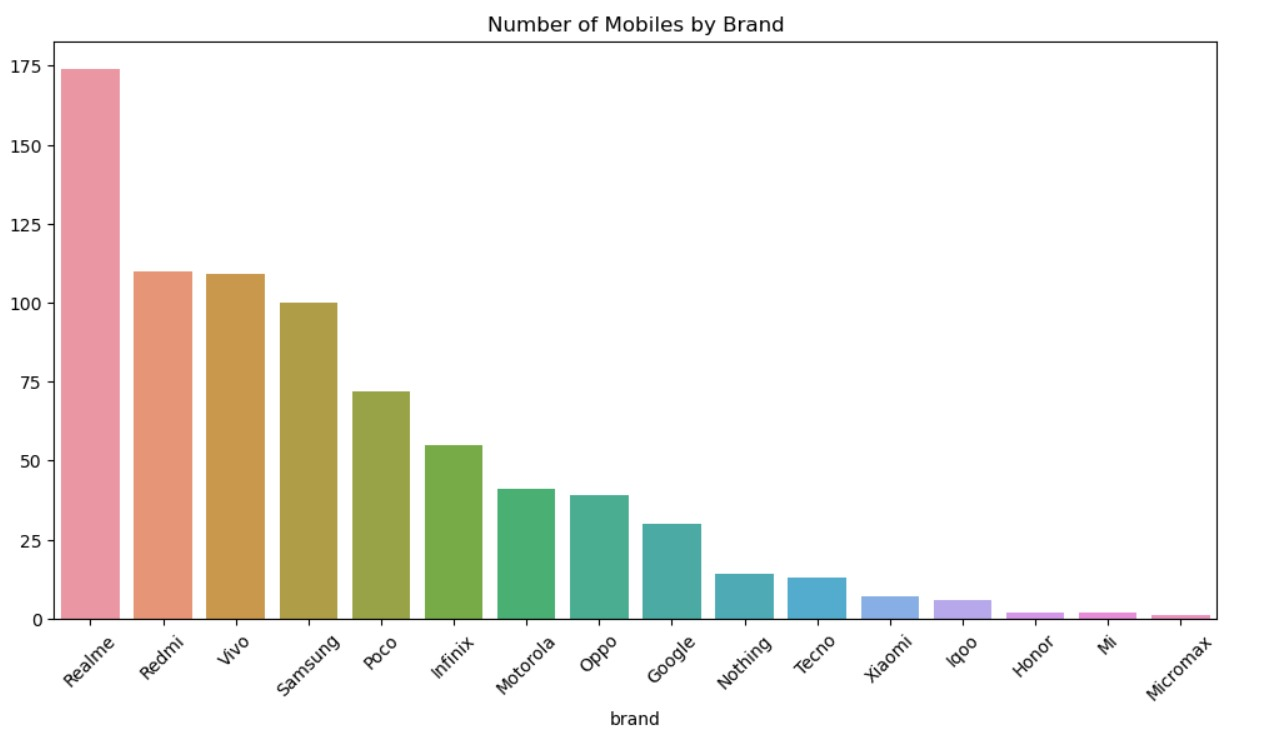 Number of Mobiles by Brand
175
150
125
100
75
50
25
0
Realme
Redmi
Vivo
Samsung
Poco
Infinix
Motorola
Oppo
Google
Nothing
Tecno
Xiaomi
Iqoo
Honor
Mi
Micromax
brand